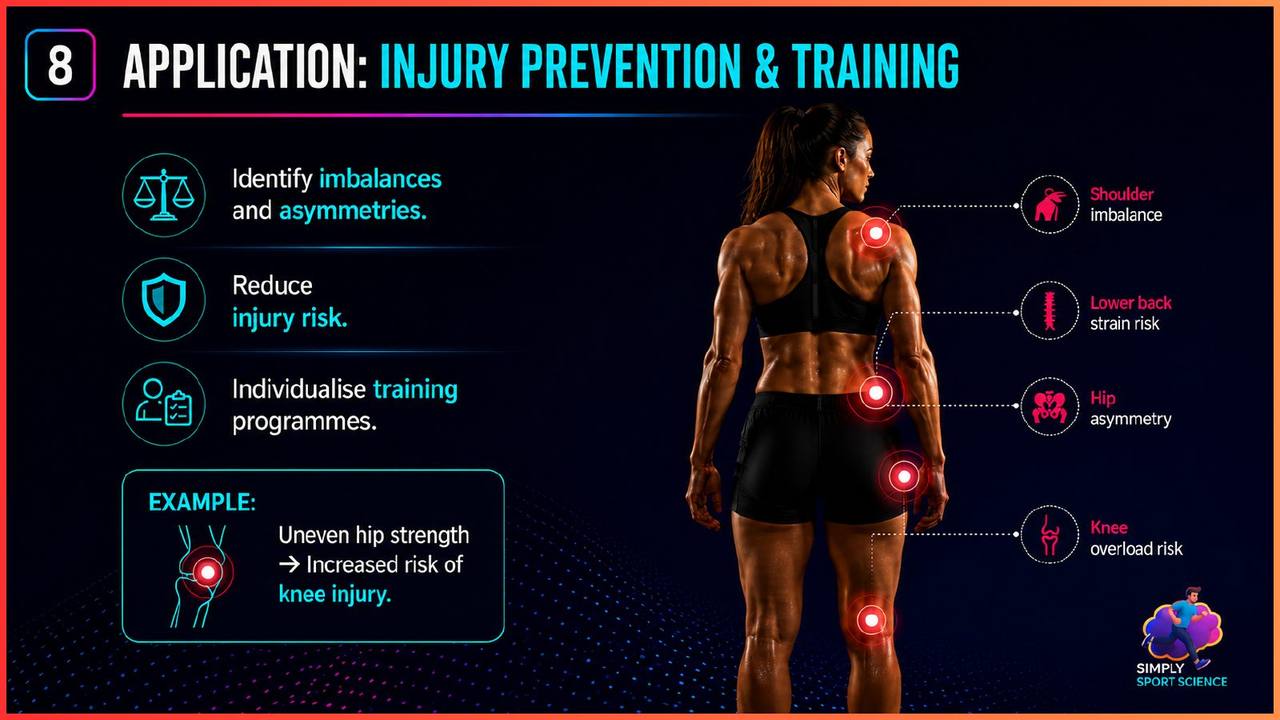 8
APPLICATION: INJURY PREVENTION & TRAINING
Identify imbalances
and asymmetries.
Reduce
injury risk.
Individualise training
programmes.
EXAMPLE:
Uneven hip strength
→ Increased risk of
knee injury.
Shoulder
imbalance
Lower back
strain risk
Hip
asymmetry
Knee
overload risk
SIMPLY
SPORT SCIENCE